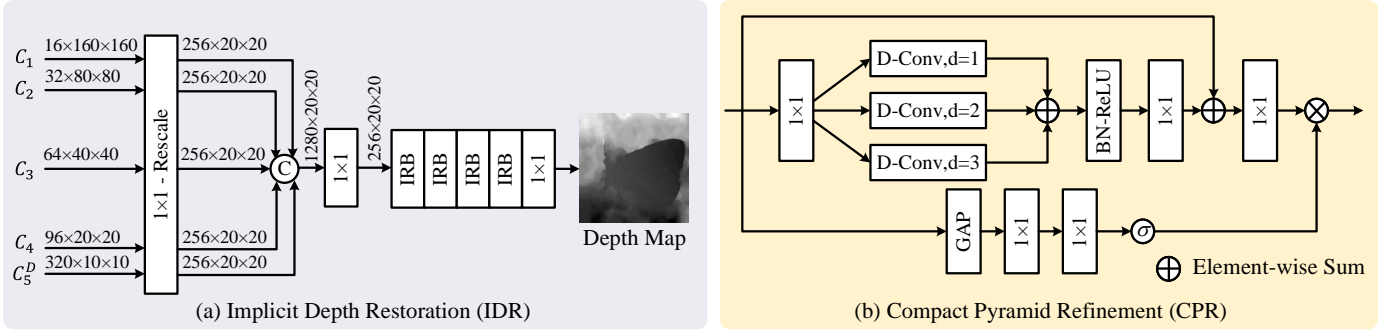 C₁ 16×160×160 256×20×20
C₂ 32×80×80 256×20×20
C₃ 64×40×40 256×20×20
C₄ 96×20×20 256×20×20
C₅ᴰ 320×10×10 256×20×20
1×1 - Rescale
C
1280×20×20
1×1
256×20×20
IRB
IRB
IRB
IRB
1×1
Depth Map
(a) Implicit Depth Restoration (IDR)
1×1
D-Conv,d=1
D-Conv,d=2
D-Conv,d=3
BN-ReLU
1×1
1×1
GAP
1×1
1×1
σ
Element-wise Sum
(b) Compact Pyramid Refinement (CPR)